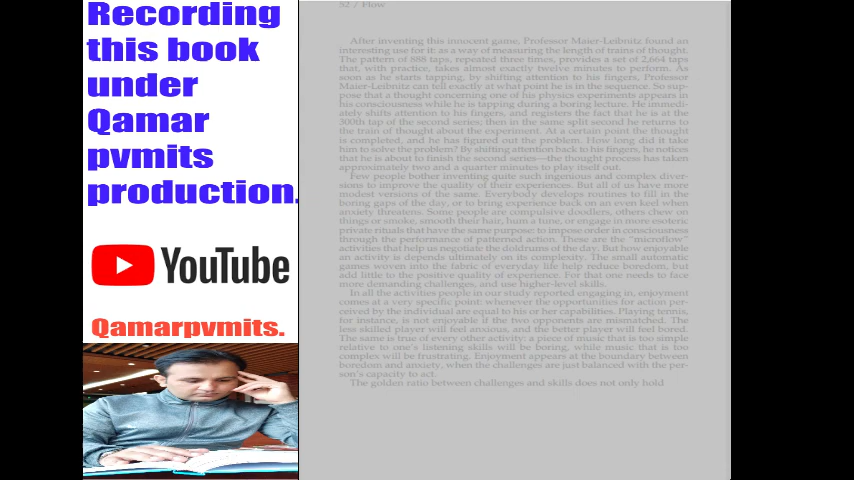 Recording
this book
under
Qamar
pvmits
production.
YouTube
Qamarpvmits.
52 / Flow
After inventing this innocent game, Professor Maier-Leibnitz found an
interesting use for it: as a way of measuring the length of trains of thought.
The pattern of 888 taps, repeated three times, provides a set of 2,664 taps
that, with practice, takes almost exactly twelve minutes to perform. As
soon as he starts tapping, by shifting attention to his fingers, Professor
Maier-Leibnitz can tell exactly at what point he is in the sequence. So sup-
pose that a thought concerning one of his physics experiments appears in
his consciousness while he is tapping during a boring lecture. He immedi-
ately shifts attention to his fingers, and registers the fact that he is at the
300th tap of the second series; then in the same split second he returns to
the train of thought about the experiment. At a certain point the thought
is completed, and he has figured out the problem. How long did it take
him to solve the problem? By shifting attention back to his fingers, he notices
that he is about to finish the second series—the thought process has taken
approximately two and a quarter minutes to play itself out.
Few people bother inventing quite such ingenious and complex diver-
sions to improve the quality of their experiences. But all of us have more
modest versions of the same. Everybody develops routines to fill in the
boring gaps of the day, or to bring experience back on an even keel when
anxiety threatens. Some people are compulsive doodlers, others chew on
things or smoke, smooth their hair, hum a tune, or engage in more esoteric
private rituals that have the same purpose: to impose order in consciousness
through the performance of patterned action. These are the "microflow"
activities that help us negotiate the doldrums of the day. But how enjoyable
an activity is depends ultimately on its complexity. The small automatic
games woven into the fabric of everyday life help reduce boredom, but
add little to the positive quality of experience. For that one needs to face
more demanding challenges, and use higher-level skills.
In all the activities people in our study reported engaging in, enjoyment
comes at a very specific point: whenever the opportunities for action per-
ceived by the individual are equal to his or her capabilities. Playing tennis,
for instance, is not enjoyable if the two opponents are mismatched. The
less skilled player will feel anxious, and the better player will feel bored.
The same is true of every other activity: a piece of music that is too simple
relative to one's listening skills will be boring, while music that is too
complex will be frustrating. Enjoyment appears at the boundary between
boredom and anxiety, when the challenges are just balanced with the per-
son's capacity to act.
The golden ratio between challenges and skills does not only hold